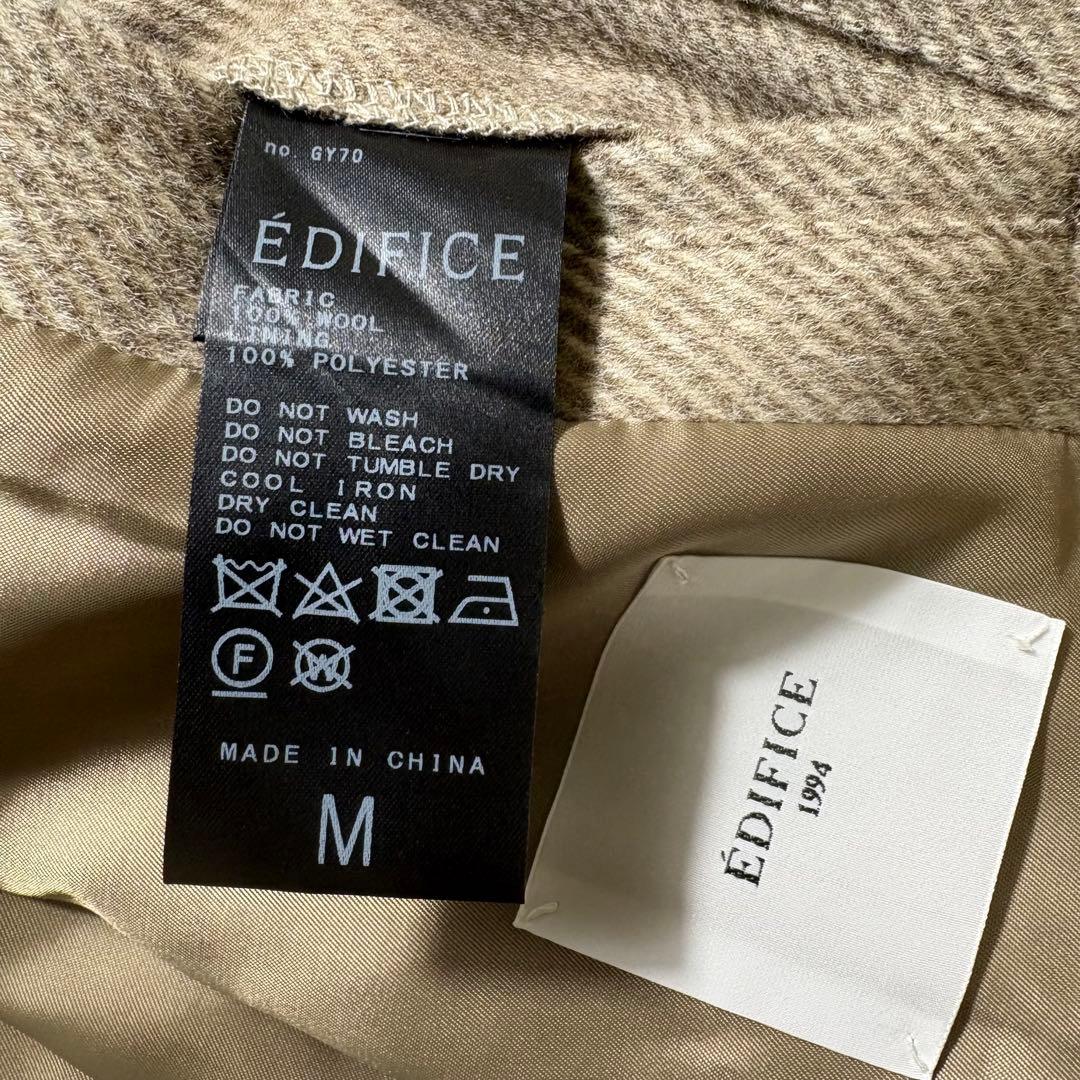 no. GY70
ÉDIFICE
FABRIC
100% WOOL
LINING
100% POLYESTER
DO NOT WASH
DO NOT BLEACH
DO NOT TUMBLE DRY
COOL IRON
DRY CLEAN
DO NOT WET CLEAN
F
W
MADE IN CHINA
M
ÉDIFICE
1994